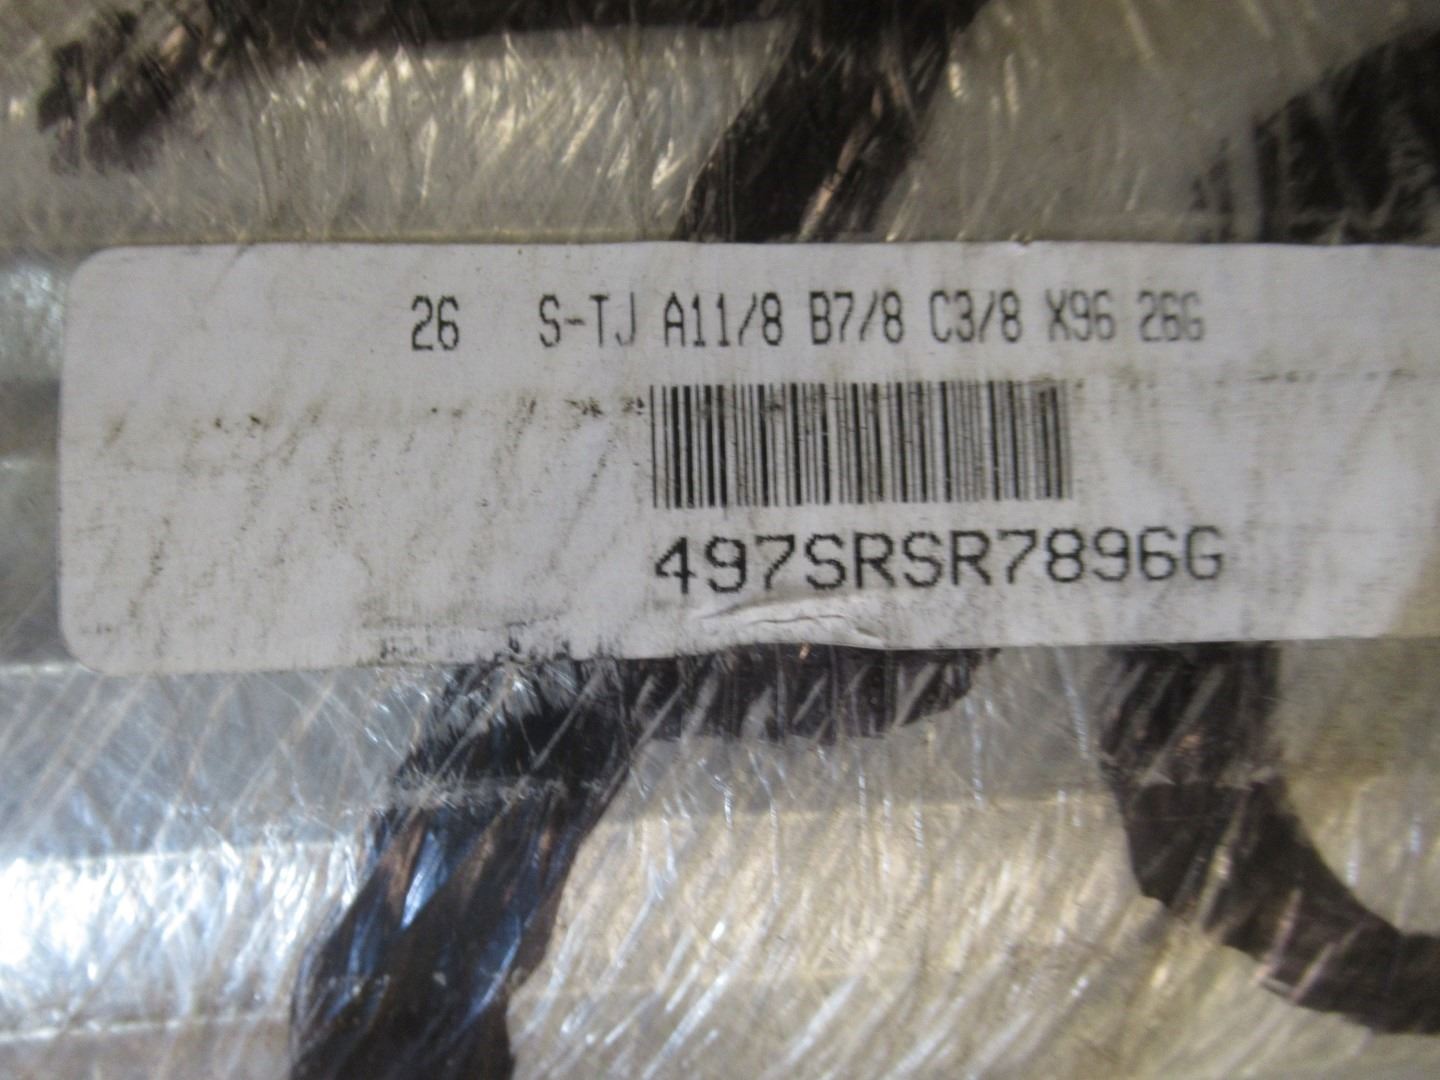 26 S-TJ A11/8 B7/8 C3/8 X96 26G
497SRSR7896G